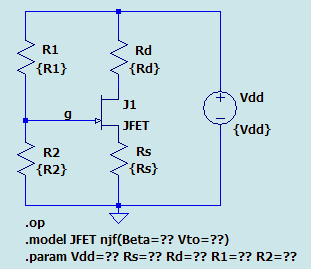 R1
{R1}
Rd
{Rd}
g
J1
JFET
Vdd
{Vdd}
R2
{R2}
Rs
{Rs}
.op
.model JFET njf(Beta=?? Vto=??)
.param Vdd=?? Rs=?? Rd=?? R1=?? R2=??